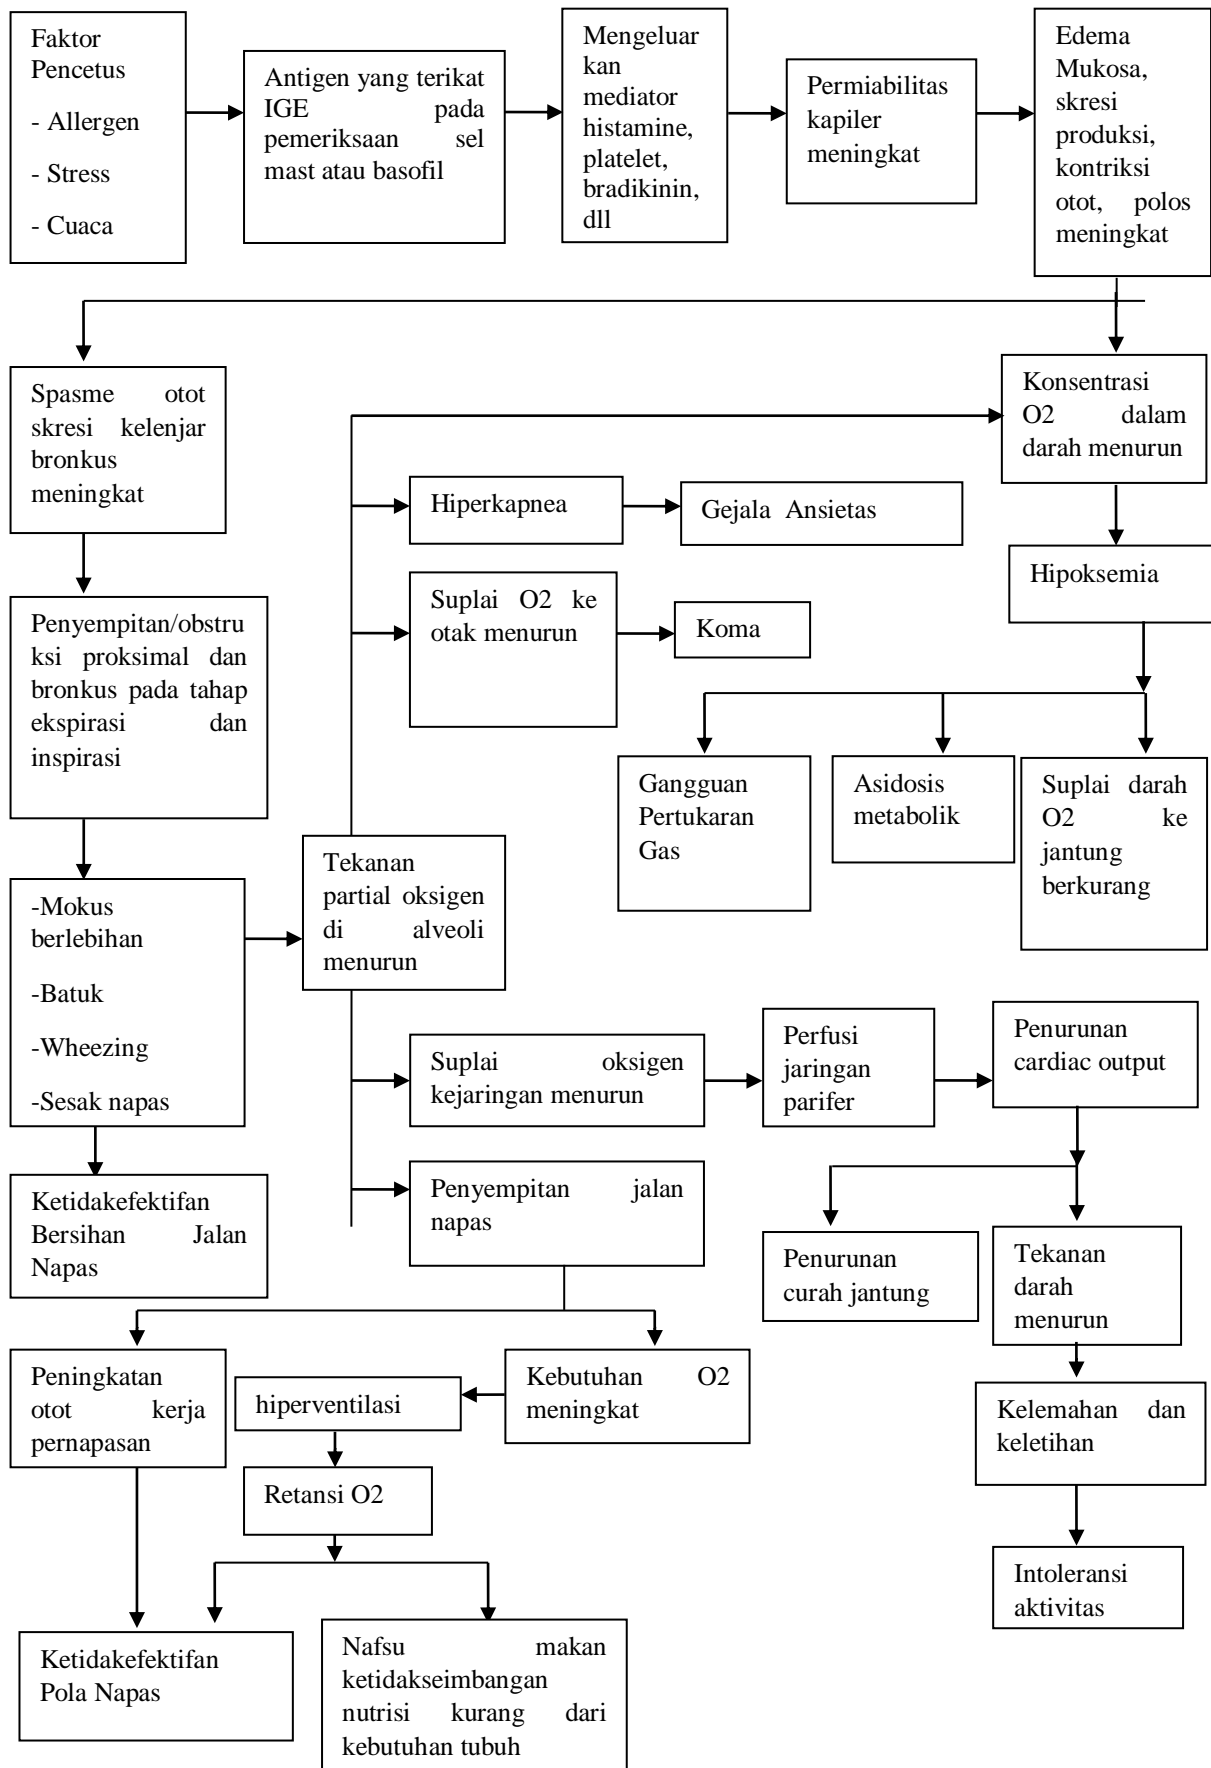 Faktor
Pencetus
- Allergen
- Stress
- Cuaca
Antigen yang terikat
IGE pada
pemeriksaan sel
mast atau basofil
Mengeluar
kan
mediator
histamine,
platelet,
bradikinin,
dll
Permiabilitas
kapiler
meningkat
Edema
Mukosa,
skresi
produksi,
kontriksi
otot, polos
meningkat
Spasme otot
skresi kelenjar
bronkus
meningkat
Konsentrasi
O2 dalam
darah menurun
Hiperkapnea
Gejala Ansietas
Hipoksemia
Suplai O2 ke
otak menurun
Koma
Penyempitan/obstru
ksi proksimal dan
bronkus pada tahap
ekspirasi dan
inspirasi
Gangguan
Pertukaran
Gas
Asidosis
metabolik
Suplai darah
O2 ke
jantung
berkurang
Tekanan
partial oksigen
di alveoli
menurun
-Mokus
berlebihan
-Batuk
-Wheezing
-Sesak napas
Suplai oksigen
kejaringan menurun
Perfusi
jaringan
parifer
Penurunan
cardiac output
Ketidakefektifan
Bersihan Jalan
Napas
Penyempitan jalan
napas
Penurunan
curah jantung
Tekanan
darah
menurun
Peningkatan
otot kerja
pernapasan
hiperventilasi
Kebutuhan O2
meningkat
Kelemahan dan
keletihan
Retansi O2
Intoleransi
aktivitas
Ketidakefektifan
Pola Napas
Nafsu makan
ketidakseimbangan
nutrisi kurang dari
kebutuhan tubuh